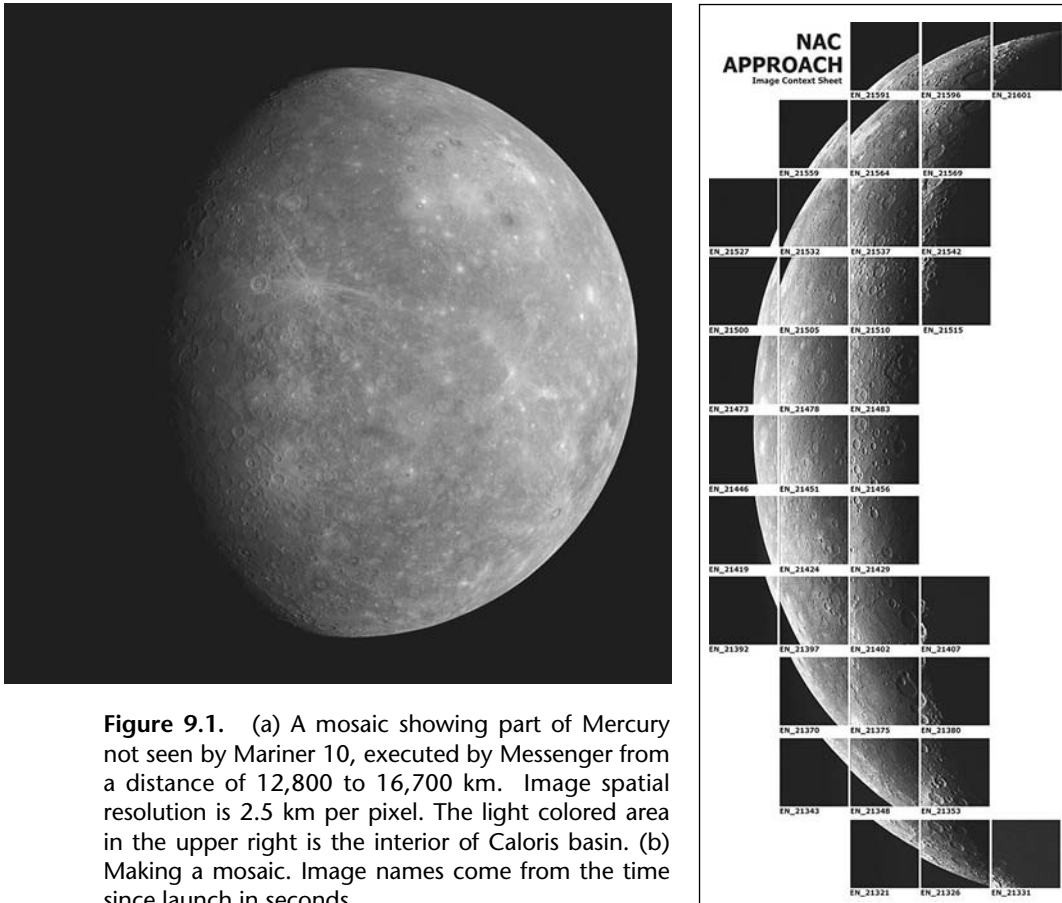 NAC
APPROACH
Image Context Sheet
EN_21591 EN_21596 EN_21601
EN_21559 EN_21564 EN_21569
EN_21527 EN_21532 EN_21537 EN_21542
EN_21500 EN_21505 EN_21510 EN_21515
EN_21473 EN_21478 EN_21483
EN_21446 EN_21451 EN_21456
EN_21419 EN_21424 EN_21429
EN_21392 EN_21397 EN_21402 EN_21407
EN_21370 EN_21375 EN_21380
EN_21343 EN_21348 EN_21353
EN_21321 EN_21326 EN_21331
Figure 9.1. (a) A mosaic showing part of Mercury
not seen by Mariner 10, executed by Messenger from
a distance of 12,800 to 16,700 km. Image spatial
resolution is 2.5 km per pixel. The light colored area
in the upper right is the interior of Caloris basin. (b)
Making a mosaic. Image names come from the time
since launch in seconds